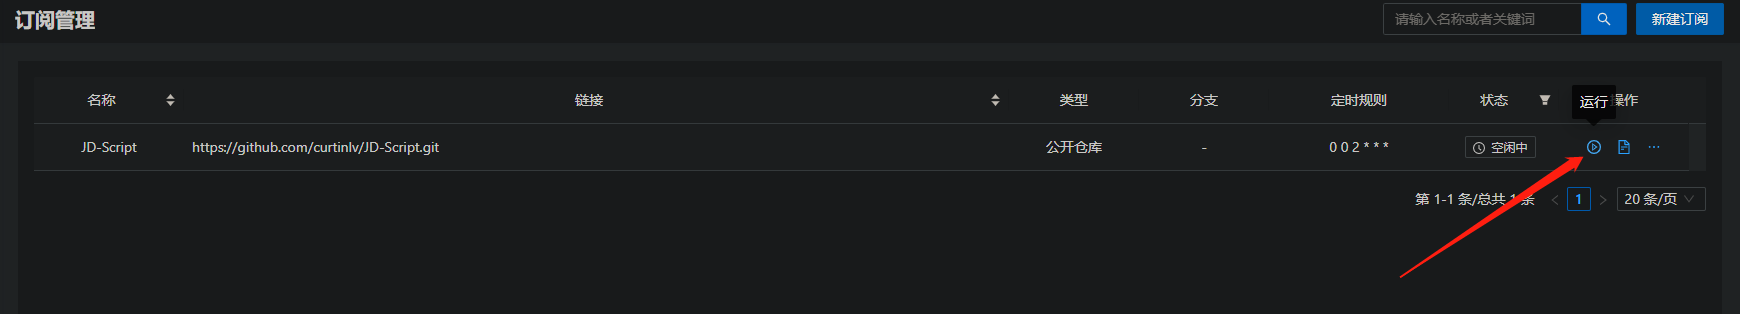 订阅管理
请输入名称或者关键词
新建订阅
名称 链接 类型 分支 定时规则 状态 操作
运行
JD-Script https://github.com/curtinlv/JD-Script.git 公开仓库 - 0 0 2 * * * 空闲中 ...
第 1-1 条/总共 1 条 < 1 > 20 条/页